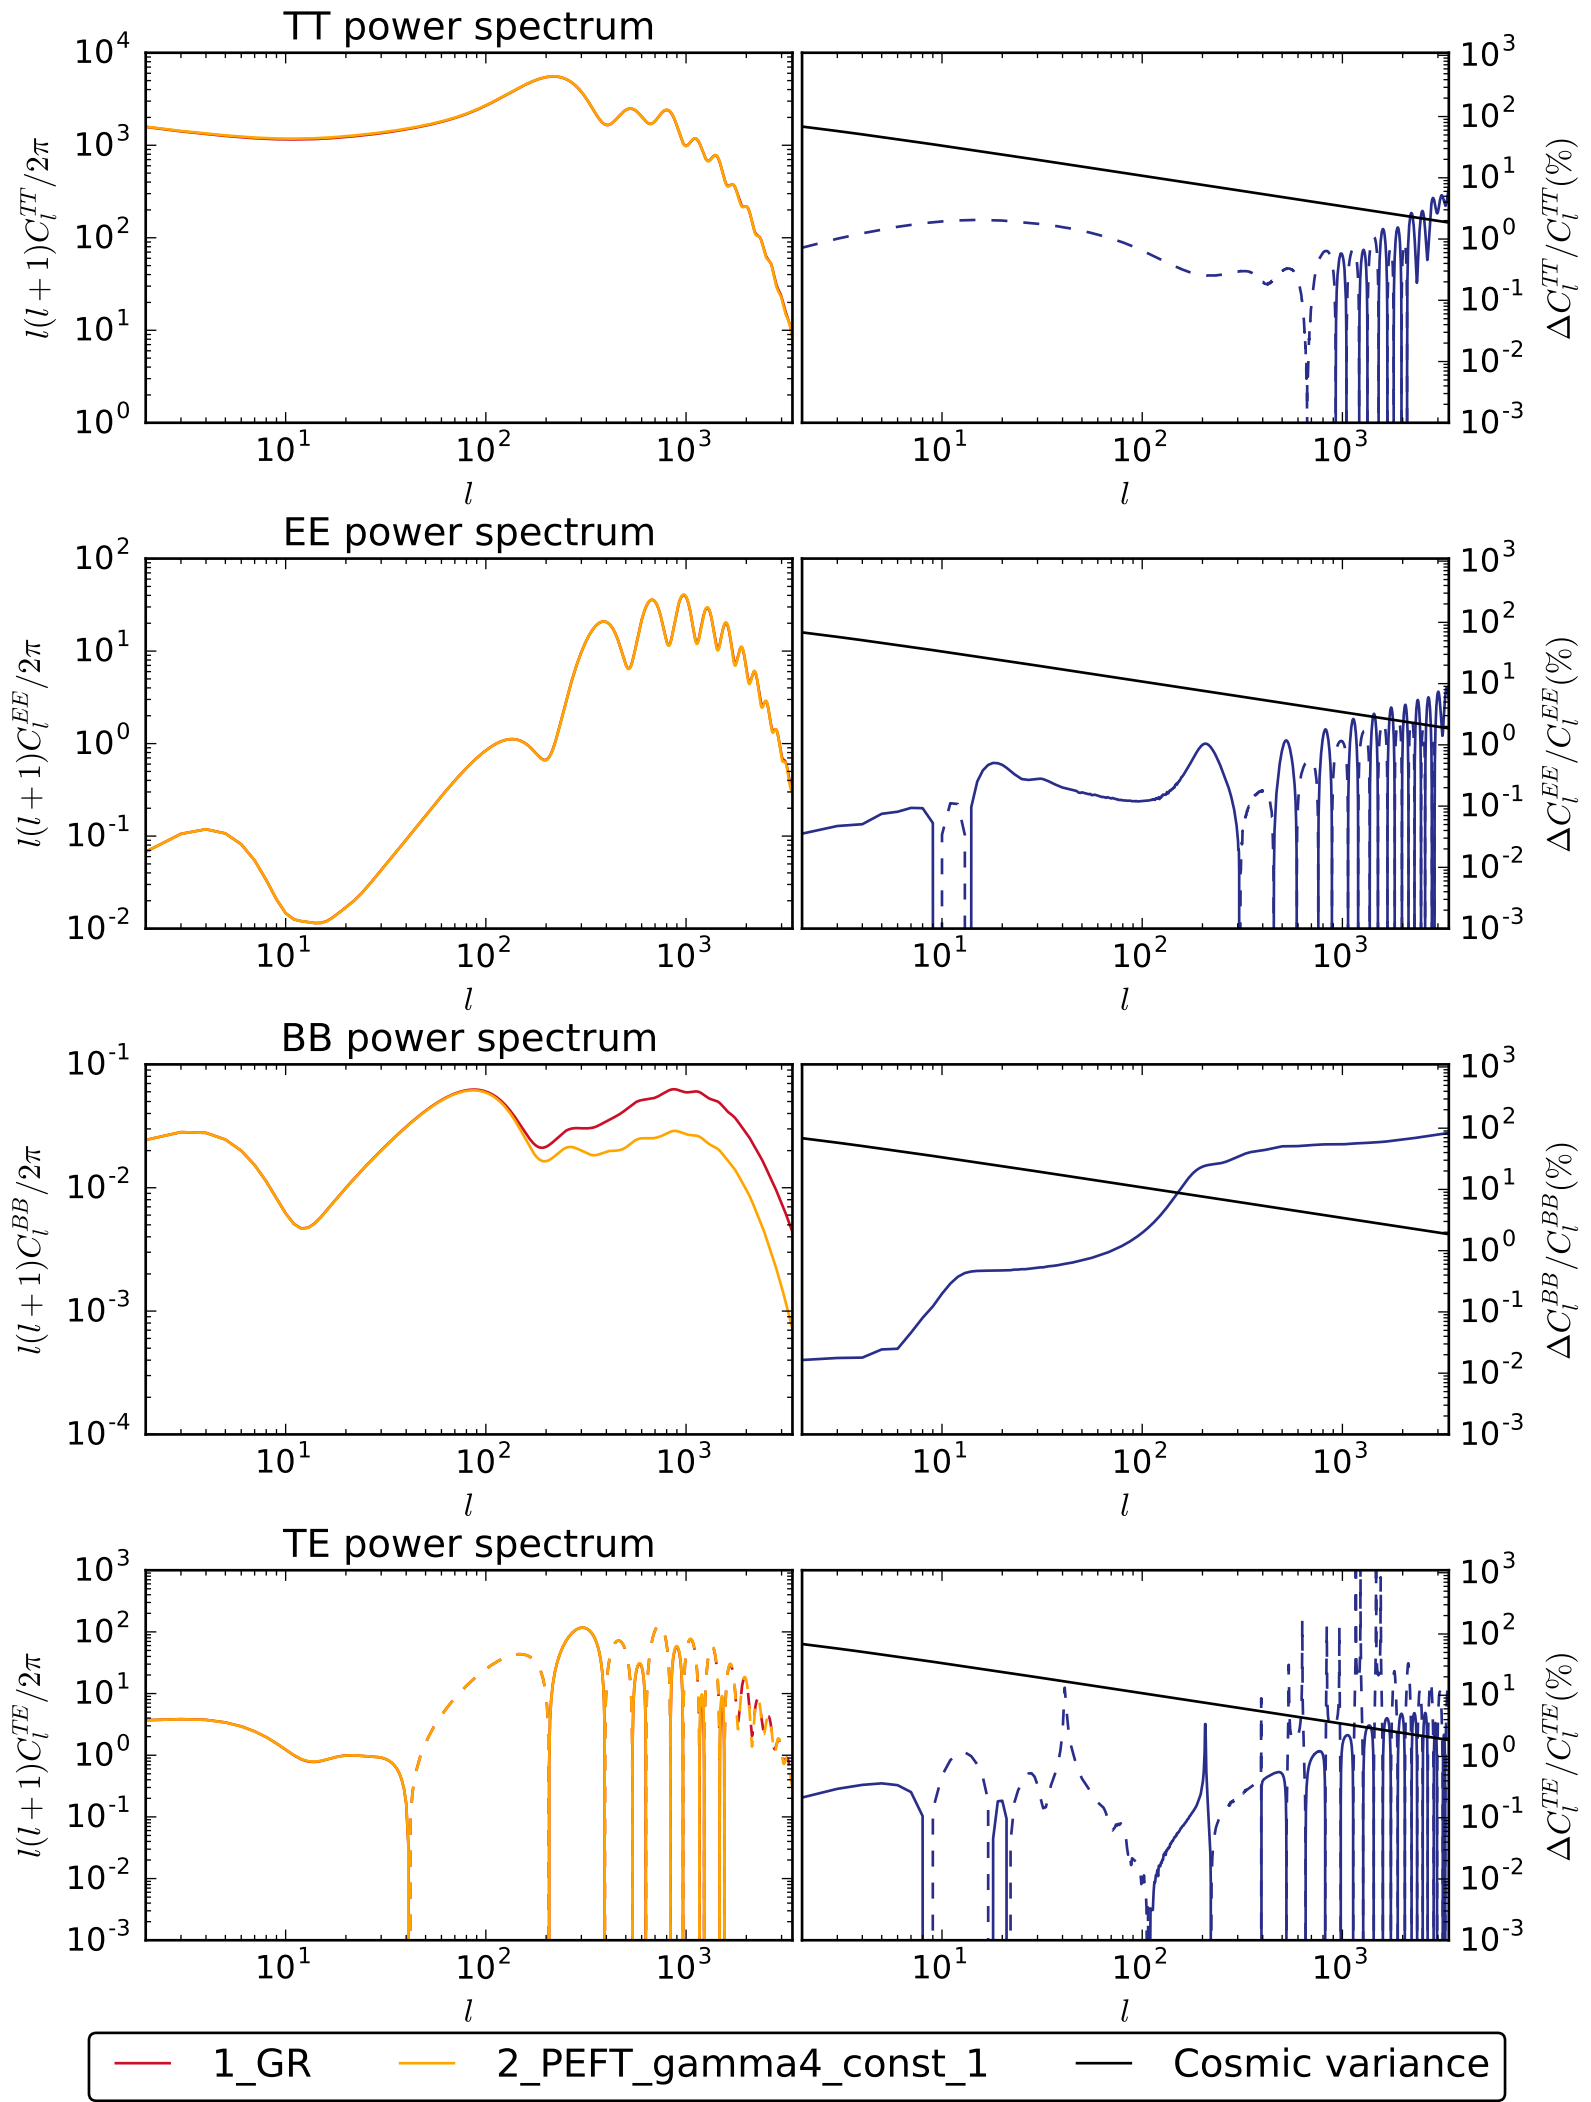 TT power spectrum
10^4
10^3
10^2
10^1
10^0
l(l+1)C_l^{TT}/2π
10^1 10^2 10^3
l
10^3
10^2
10^1
10^0
10^-1
10^-2
10^-3
ΔC_l^{TT}/C_l^{TT}(%)
10^1 10^2 10^3
l
EE power spectrum
10^2
10^1
10^0
10^-1
10^-2
l(l+1)C_l^{EE}/2π
10^1 10^2 10^3
l
10^3
10^2
10^1
10^0
10^-1
10^-2
10^-3
ΔC_l^{EE}/C_l^{EE}(%)
10^1 10^2 10^3
l
BB power spectrum
10^-1
10^-2
10^-3
10^-4
l(l+1)C_l^{BB}/2π
10^1 10^2 10^3
l
10^3
10^2
10^1
10^0
10^-1
10^-2
10^-3
ΔC_l^{BB}/C_l^{BB}(%)
10^1 10^2 10^3
l
TE power spectrum
10^3
10^2
10^1
10^0
10^-1
10^-2
10^-3
l(l+1)C_l^{TE}/2π
10^1 10^2 10^3
l
10^3
10^2
10^1
10^0
10^-1
10^-2
10^-3
ΔC_l^{TE}/C_l^{TE}(%)
10^1 10^2 10^3
l
1_GR 2_PEFT_gamma4_const_1 Cosmic variance